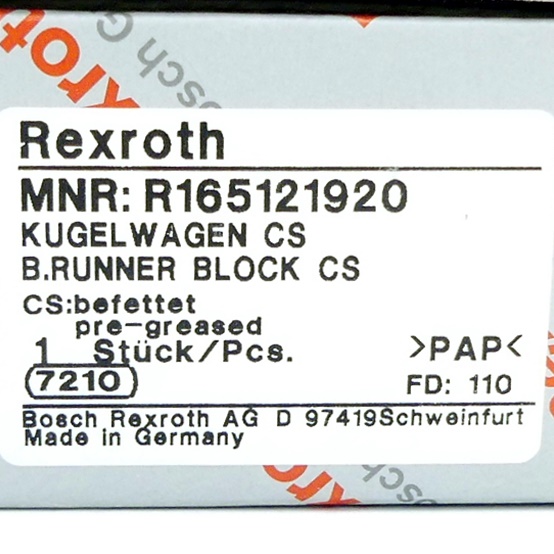 Rexroth
MNR: R165121920
KUGELWAGEN CS
B.RUNNER BLOCK CS
CS:befettet
pre-greased
1 Stück/Pcs. >PAP<
7210 FD: 110
Bosch Rexroth AG D 97419Schweinfurt
Made in Germany